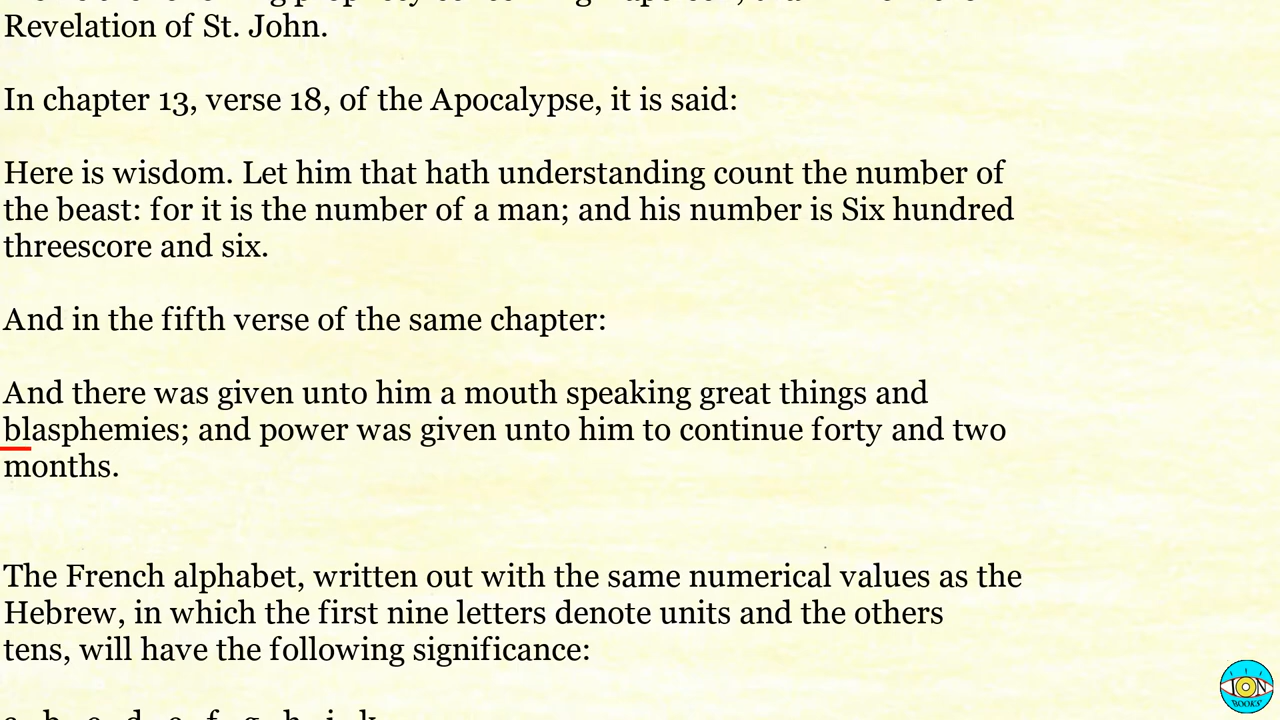 Revelation of St. John.
In chapter 13, verse 18, of the Apocalypse, it is said:
Here is wisdom. Let him that hath understanding count the number of
the beast: for it is the number of a man; and his number is Six hundred
threescore and six.
And in the fifth verse of the same chapter:
And there was given unto him a mouth speaking great things and
blasphemies; and power was given unto him to continue forty and two
months.
The French alphabet, written out with the same numerical values as the
Hebrew, in which the first nine letters denote units and the others
tens, will have the following significance:
ION
BOOKS